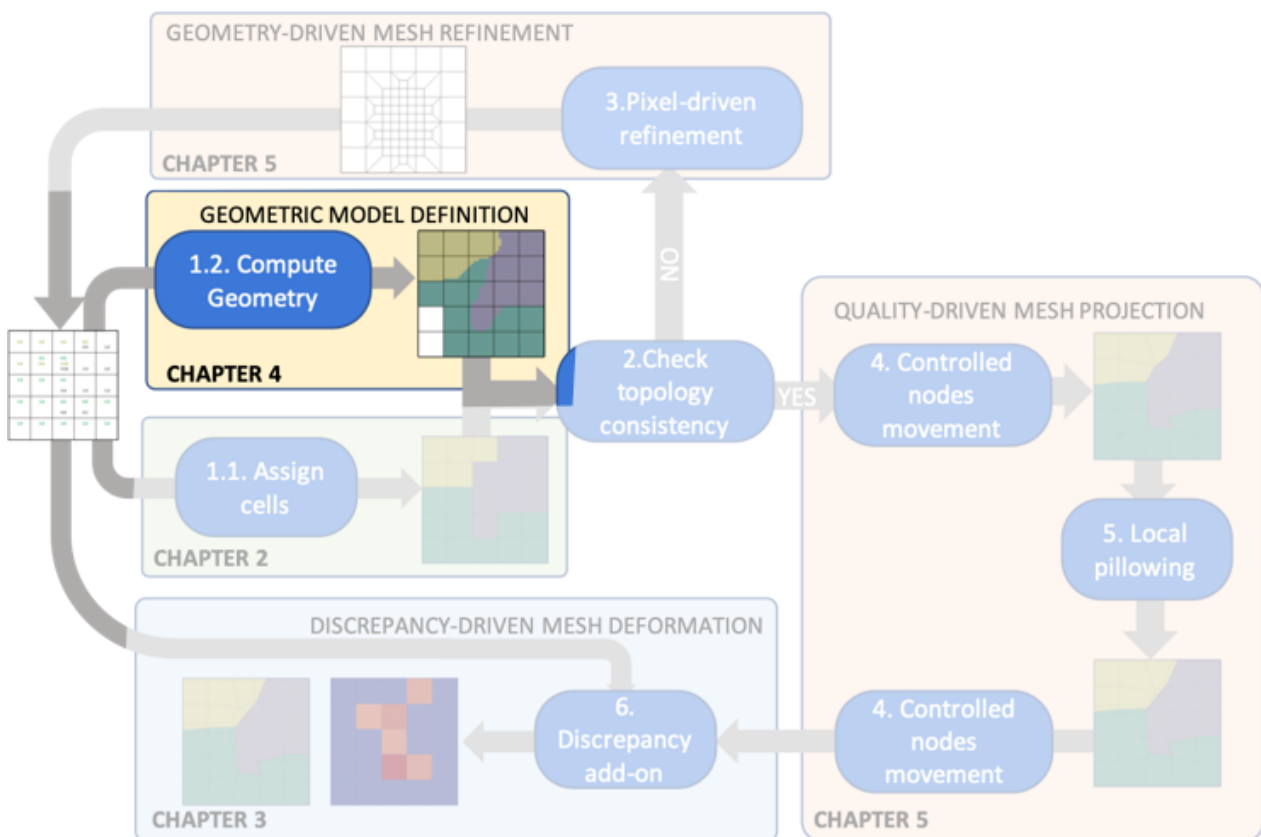 GEOMETRY-DRIVEN MESH REFINEMENT
3.Pixel-driven
refinement
CHAPTER 5
GEOMETRIC MODEL DEFINITION
1.2. Compute
Geometry
CHAPTER 4
NO
2.Check
topology
consistency
YES
1.1. Assign
cells
CHAPTER 2
QUALITY-DRIVEN MESH PROJECTION
4. Controlled
nodes
movement
5. Local
pillowing
4. Controlled
nodes
movement
CHAPTER 5
DISCREPANCY-DRIVEN MESH DEFORMATION
6.
Discrepancy
add-on
CHAPTER 3